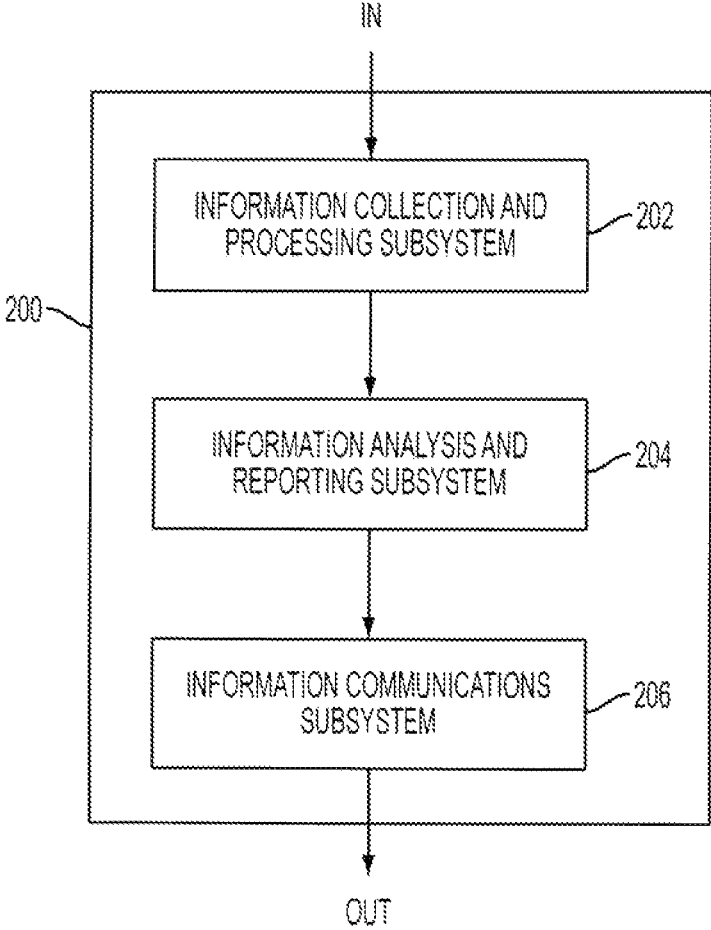 IN
INFORMATION COLLECTION AND
PROCESSING SUBSYSTEM
202
200
INFORMATION ANALYSIS AND
REPORTING SUBSYSTEM
204
INFORMATION COMMUNICATIONS
SUBSYSTEM
206
OUT